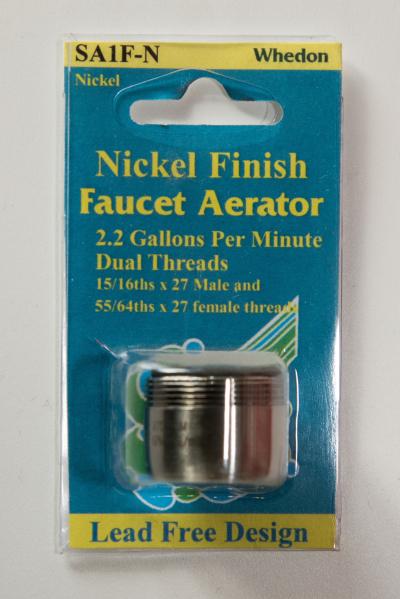 SA1F-N Whedon
Nickel
Nickel Finish
Faucet Aerator
2.2 Gallons Per Minute
Dual Threads
15/16ths x 27 Male and
55/64ths x 27 female threads
Lead Free Design